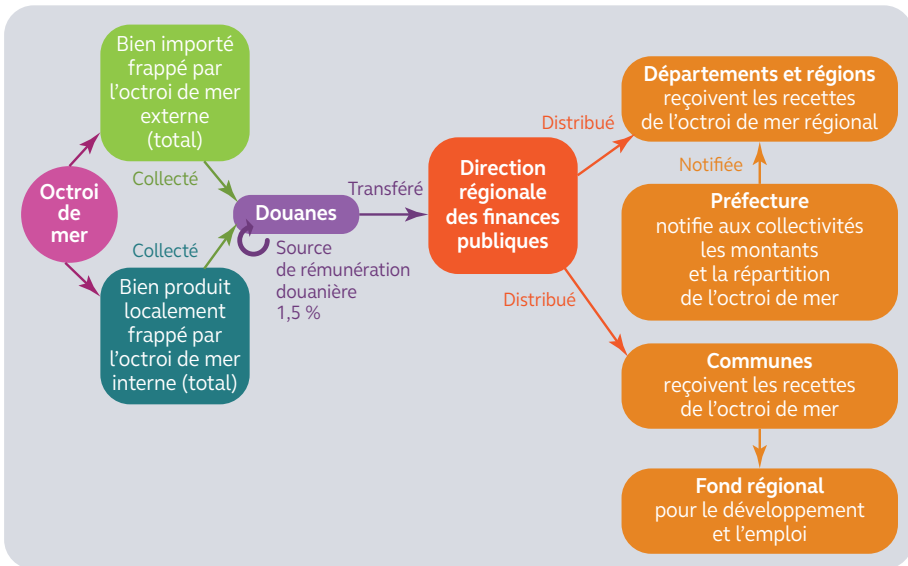 Bien importé
frappé par
l'octroi de mer
externe
(total)
Octroi
de
mer
Collecté
Collecté
Bien produit
localement
frappé par
l'octroi de mer
interne (total)
Douanes
Source
de rémunération
douanière
1,5 %
Transféré
Direction
régionale
des finances
publiques
Distribué
Distribué
Départements et régions
reçoivent les recettes
de l'octroi de mer régional
Notifiée
Préfecture
notifie aux collectivités
les montants
et la répartition
de l'octroi de mer
Communes
reçoivent les recettes
de l'octroi de mer
Fond régional
pour le développement
et l'emploi